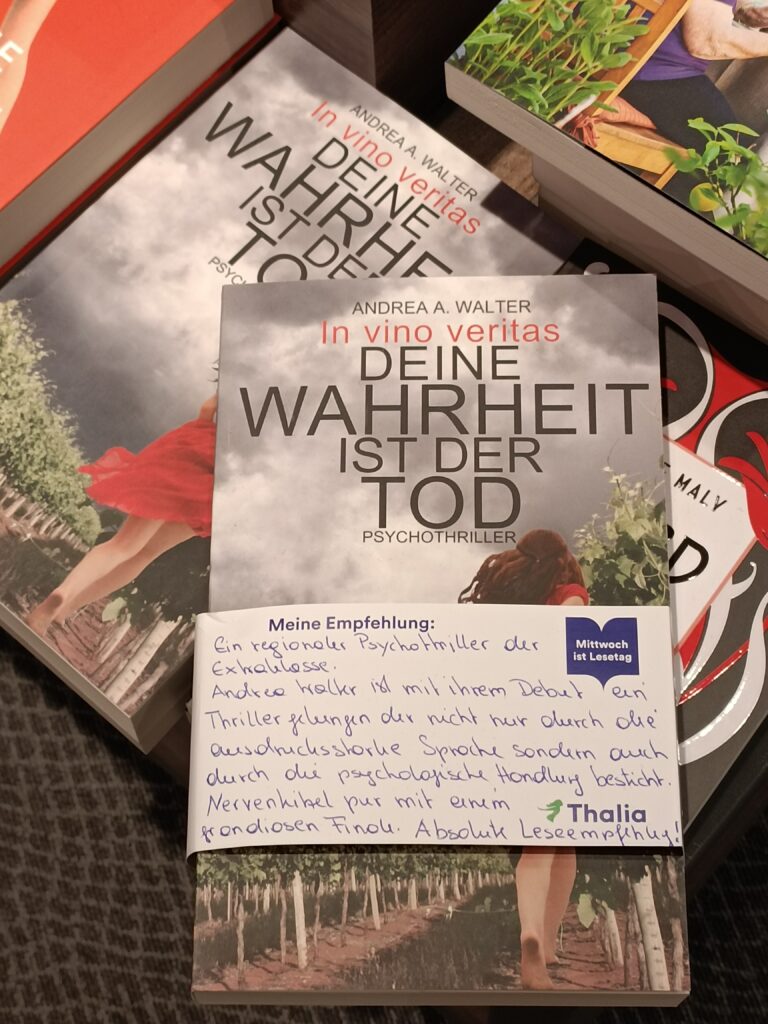 ANDREA A. WALTER
In vino veritas
DEINE
WAHRHEIT
IST DER
TOD
PSYCHOTHRILLER
Meine Empfehlung:
Mittwoch
ist Lesetag
Ein regionaler Psychothriller der
Extraklasse.
Andrea Walter ist mit ihrem Debut ein
Thriller gelungen der nicht nur durch die
ausdrucksstarke Sprache sondern auch
durch die psychologische Handlung besticht.
Nervenkitzel pur mit einem
Thalia
grandiosen Finale. Absolute Leseempfehlung!
ANDREA A. WALTER
In vino veritas
DEINE
WAHRHE
IST DE
TO
PSYC
MALV